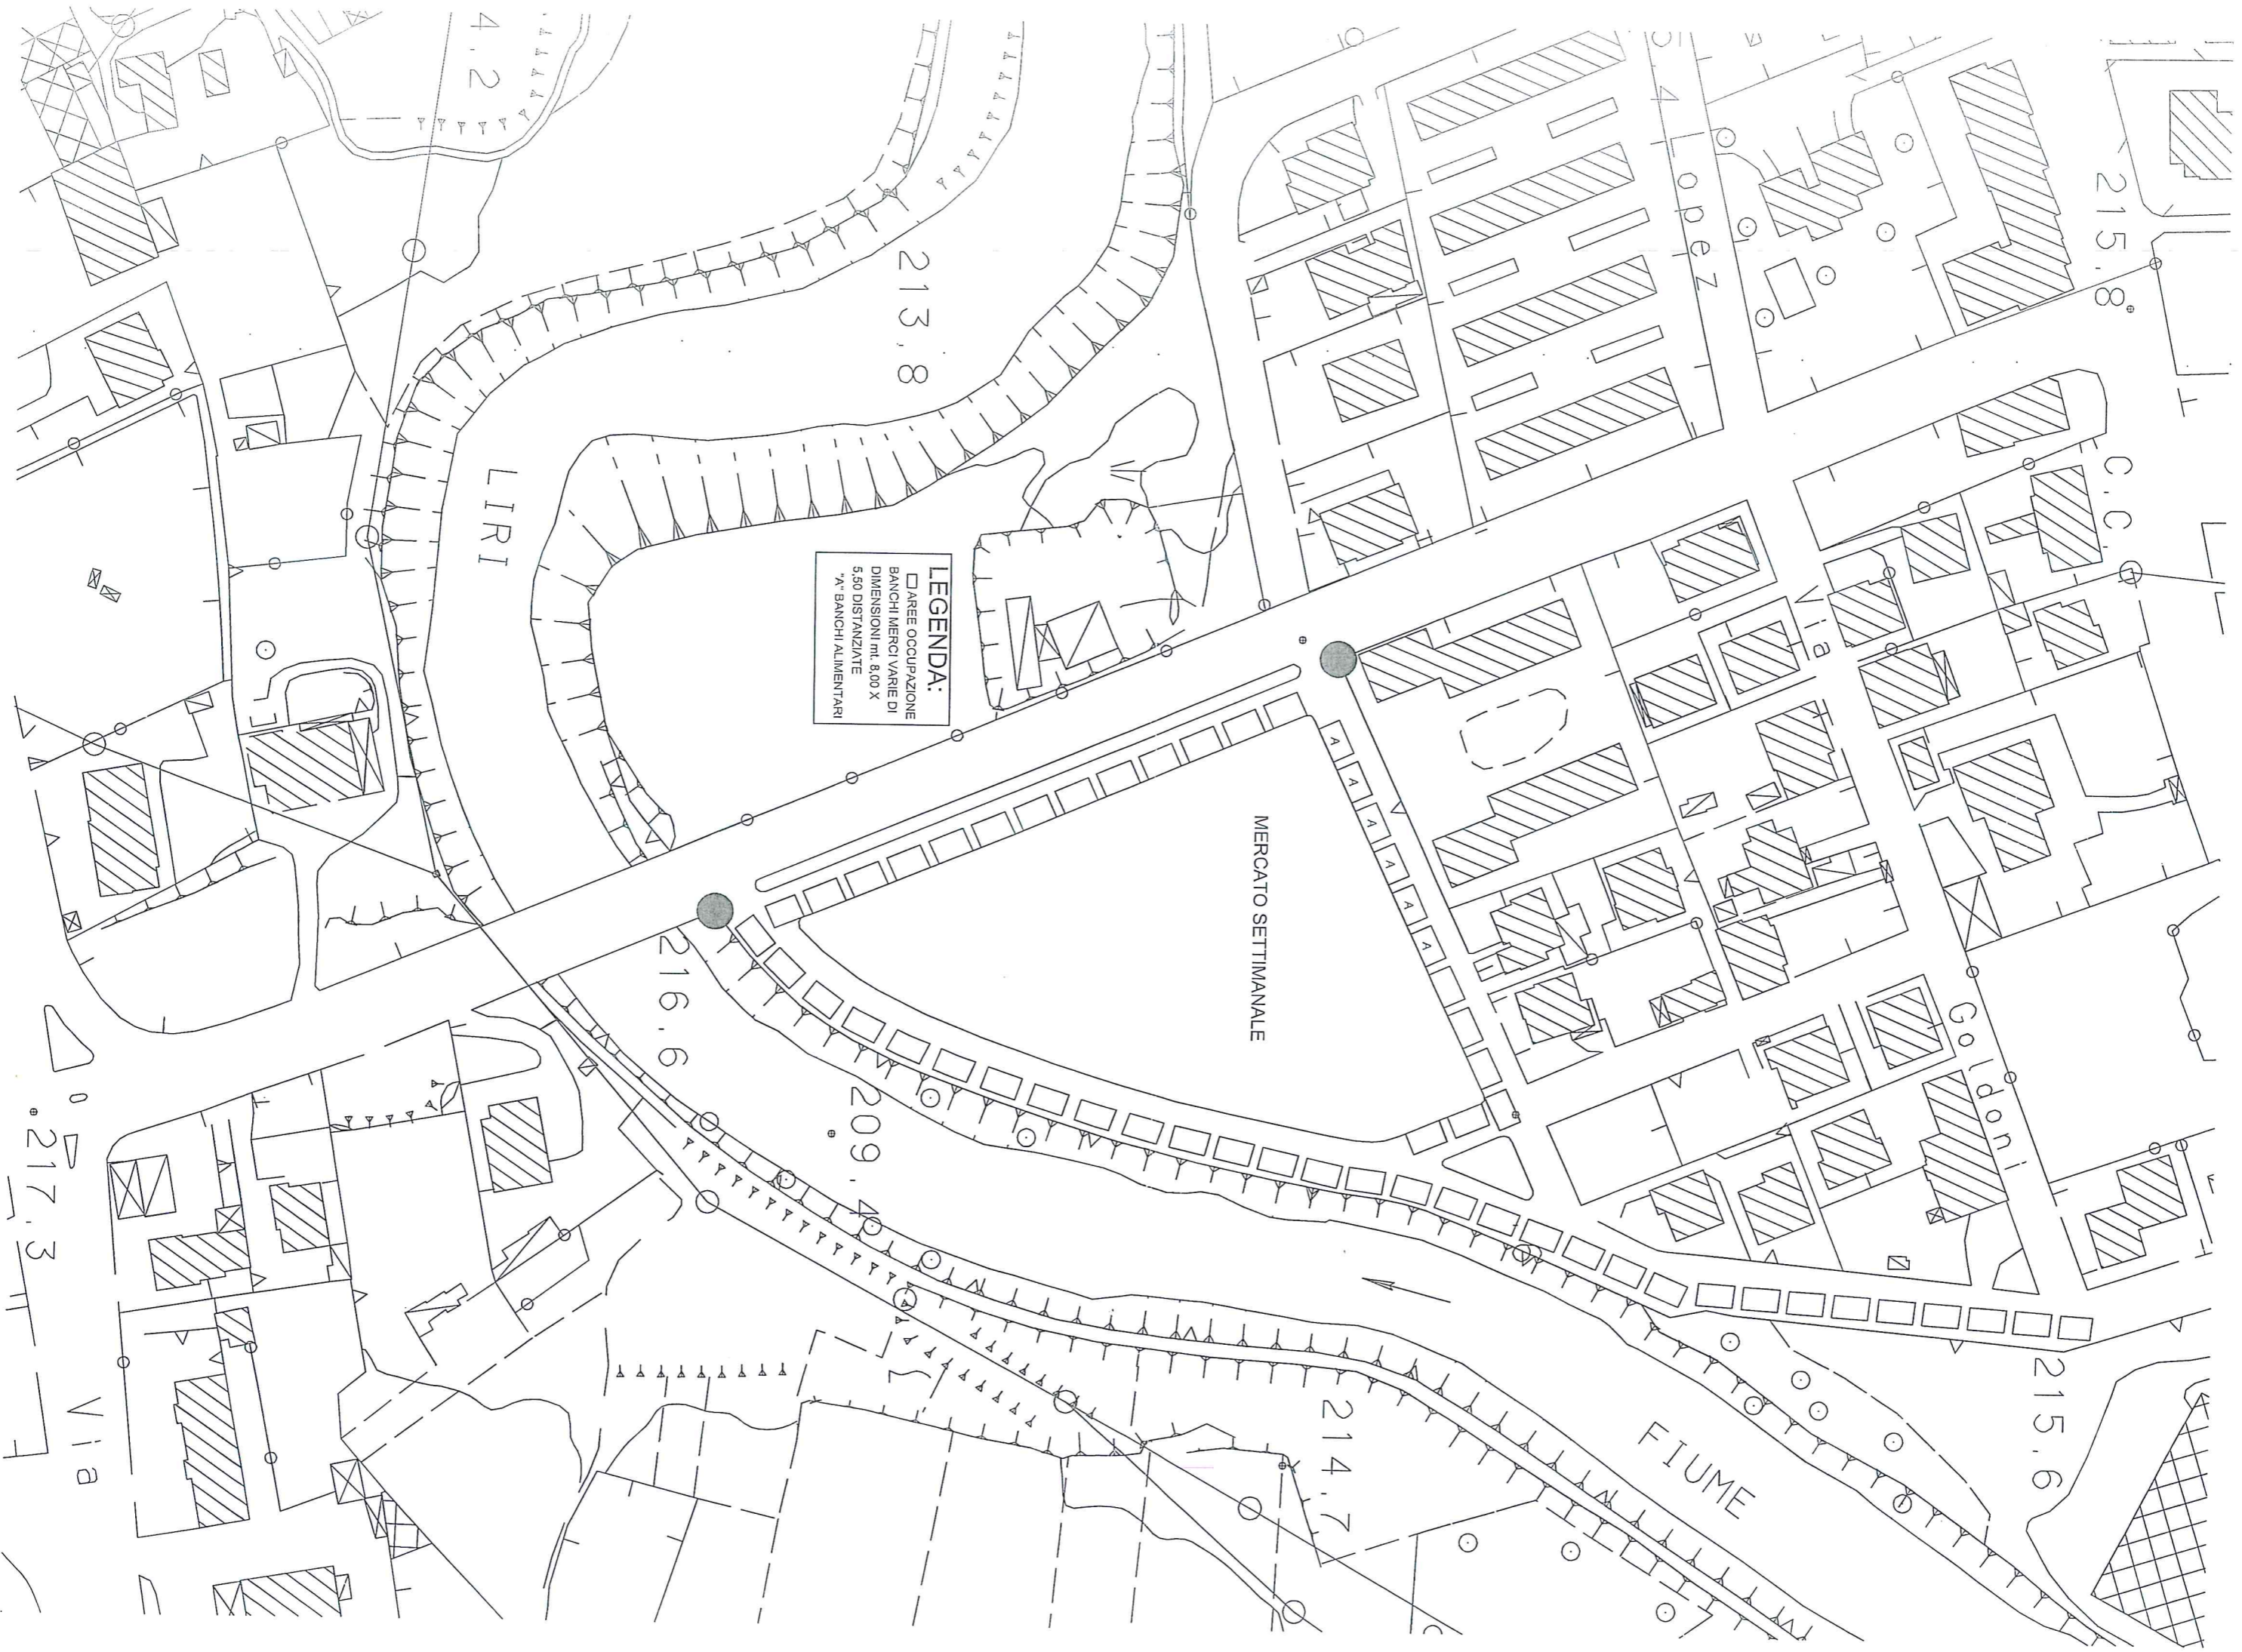 4.2
213,8
LIRI
Lopez
215.8
C.C.
Via
Goldoni
LEGENDA:
AREE OCCUPAZIONE
BANCHI MERCI VARIE DI
DIMENSIONI mt. 8,00 X
5,50 DISTANZIATE
"A" BANCHI ALIMENTARI
MERCATO SETTIMANALE
A
A
A
A
A
A
216.6
209.4
217.3
Via
214.7
FIUME
215.6